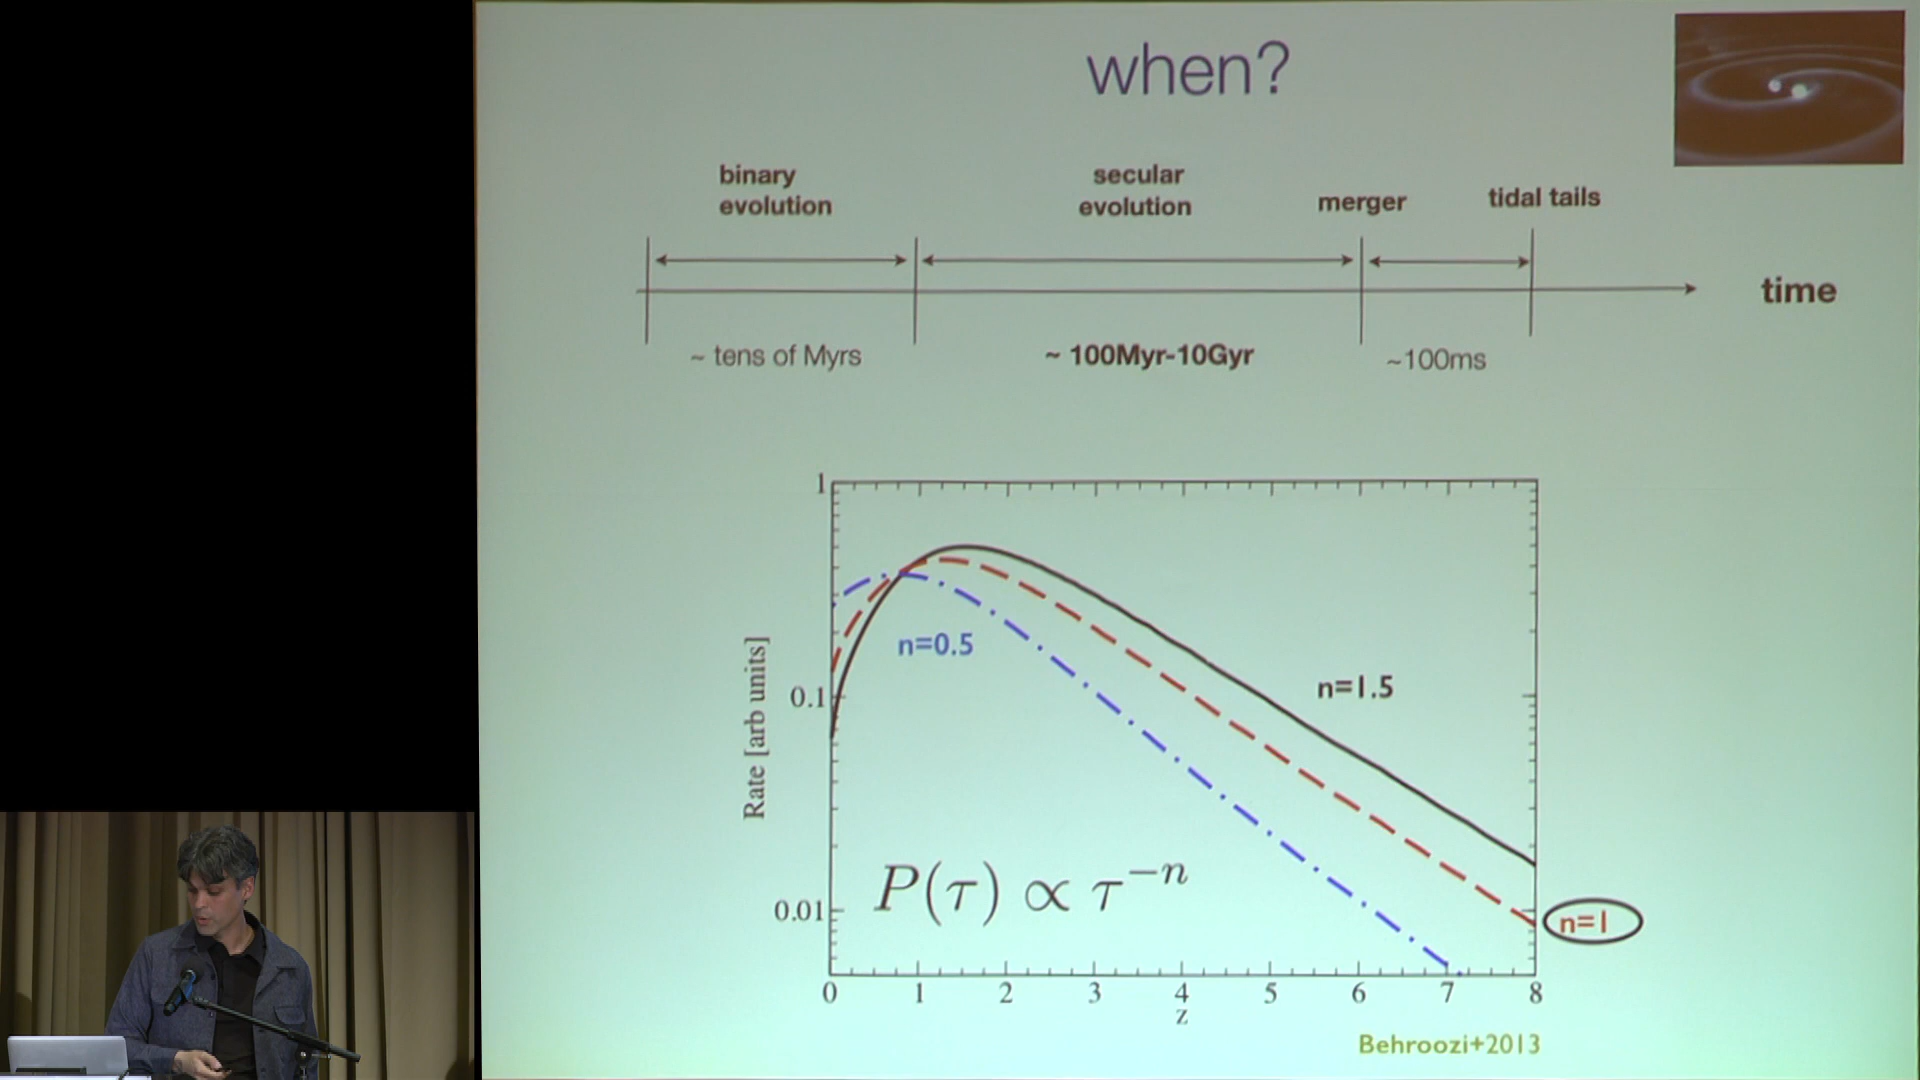 when?
binary
evolution
secular
evolution
merger
tidal tails
time
~ tens of Myrs
~ 100Myr-10Gyr
~100ms
1
0.1
0.01
Rate [arb units]
n=0.5
n=1.5
n=1
P(τ) ∝ τ⁻ⁿ
0 1 2 3 4 5 6 7 8
z
Behroozi+2013